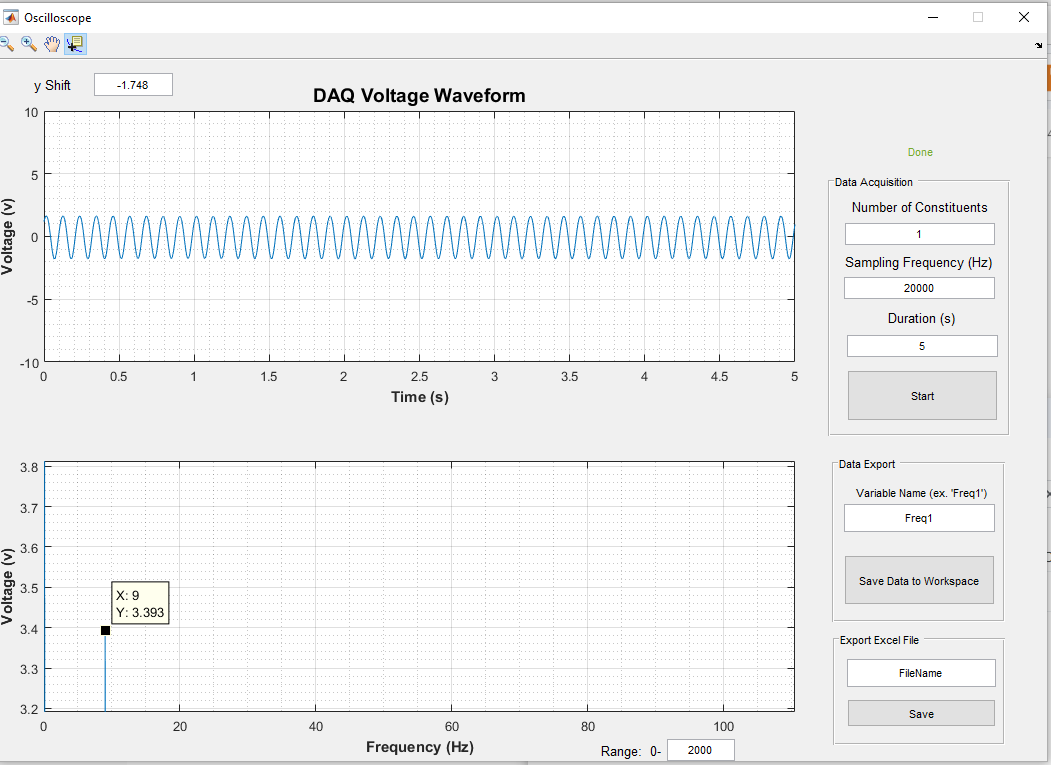 Oscilloscope
y Shift -1.748
DAQ Voltage Waveform
10
5
0
-5
-10
Voltage (v)
0 0.5 1 1.5 2 2.5 3 3.5 4 4.5 5
Time (s)
3.8
3.7
3.6
3.5
3.4
3.3
3.2
Voltage (v)
X: 9
Y: 3.393
0 20 40 60 80 100
Frequency (Hz)
Range: 0- 2000
Done
Data Acquisition
Number of Constituents
1
Sampling Frequency (Hz)
20000
Duration (s)
5
Start
Data Export
Variable Name (ex. 'Freq1')
Freq1
Save Data to Workspace
Export Excel File
FileName
Save